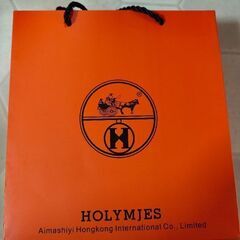 H
HOLYMJES
Aimashiyi Hongkong International Co., Limited